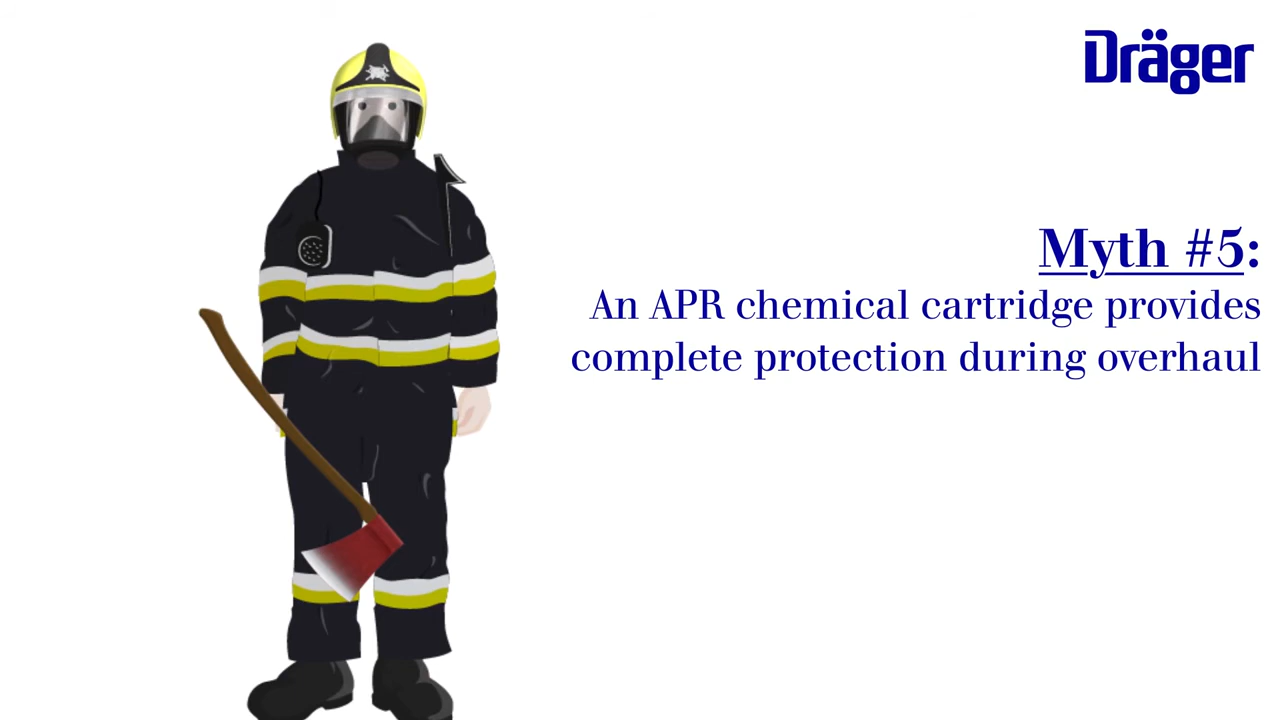 Dräger
Myth #5:
An APR chemical cartridge provides
complete protection during overhaul